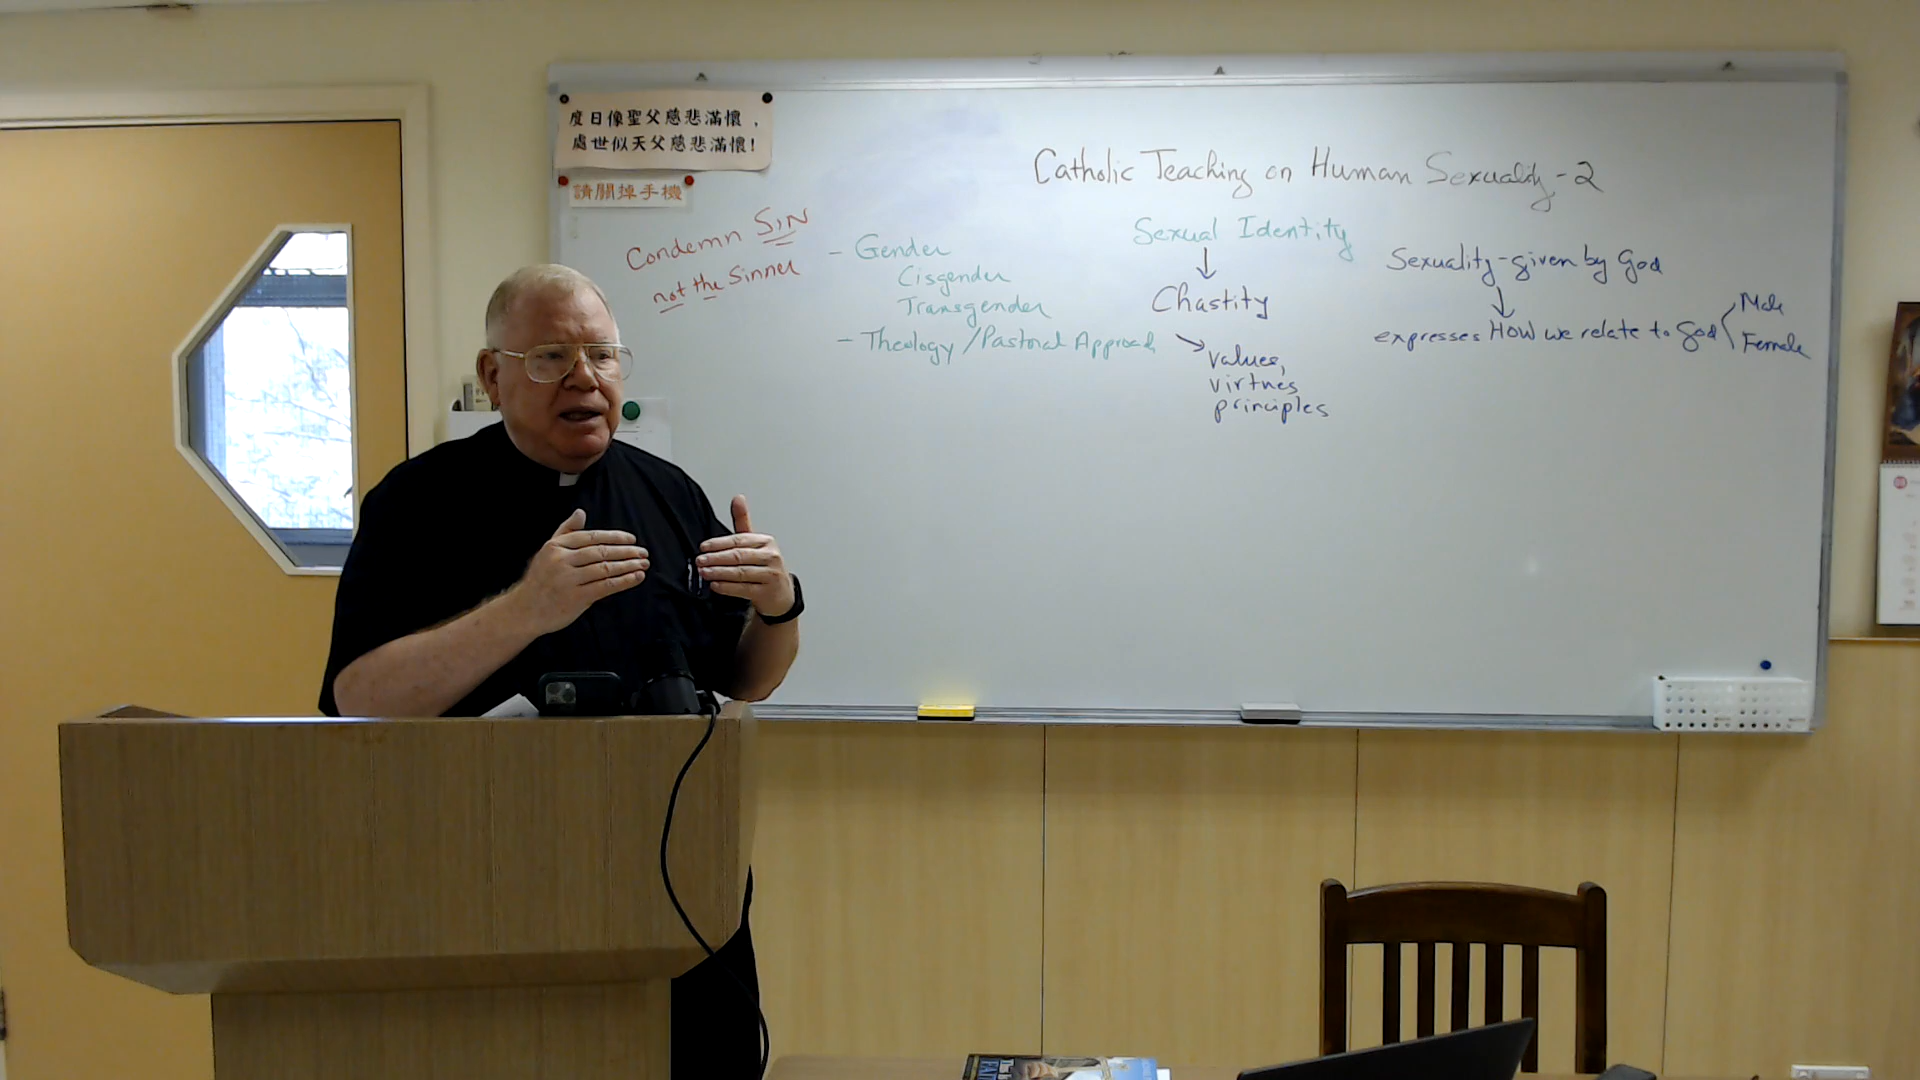 度日像聖父慈悲滿懷，
處世似天父慈悲滿懷！
請關掉手機
Catholic Teaching on Human Sexuality-2
Condemn SIN
not the Sinner
- Gender
Cisgender
Transgender
- Theology/Pastoral Approach
Sexual Identity
↓
Chastity
values,
virtues,
principles
Sexuality-given by God
↓
expresses How we relate to God
Male
Female